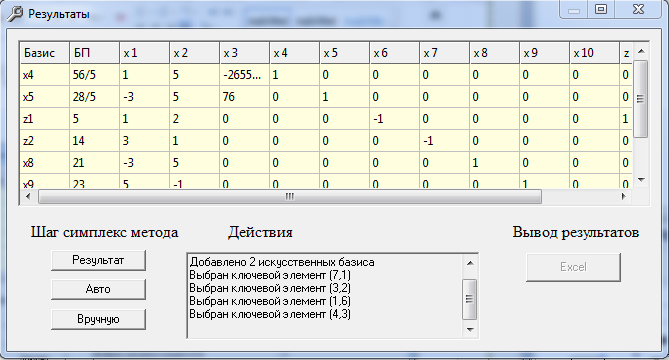 Результаты
Базис БП x 1 x 2 x 3 x 4 x 5 x 6 x 7 x 8 x 9 x 10 z
x4 56/5 1 5 -2655... 1 0 0 0 0 0 0 0
x5 28/5 -3 5 76 0 1 0 0 0 0 0 0
z1 5 1 2 0 0 0 -1 0 0 0 0 1
z2 14 3 1 0 0 0 0 -1 0 0 0 0
x8 21 -3 5 0 0 0 0 0 1 0 0 0
x9 23 5 -1 0 0 0 0 0 0 1 0 0
Шаг симплекс метода Действия Вывод результатов
Результат
Авто
Вручную
Добавлено 2 искусственных базиса
Выбран ключевой элемент (7,1)
Выбран ключевой элемент (3,2)
Выбран ключевой элемент (1,6)
Выбран ключевой элемент (4,3)
Excel